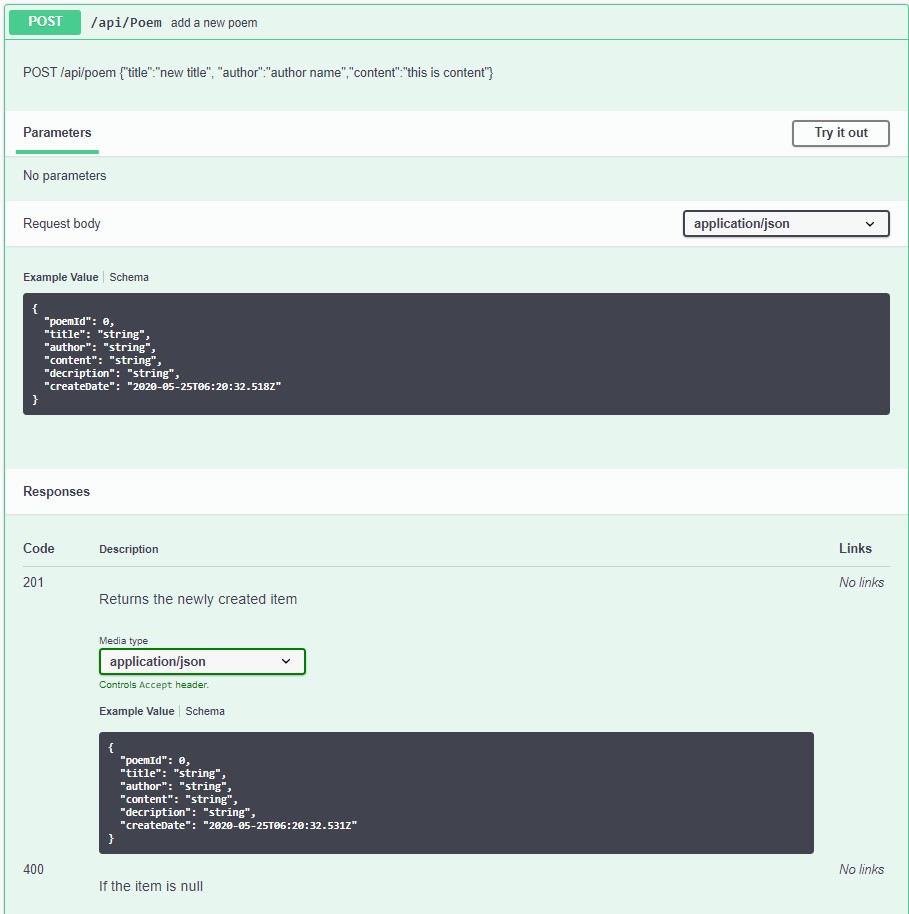 POST /api/Poem add a new poem
POST /api/poem {"title":"new title", "author":"author name","content":"this is content"}
Parameters Try it out
No parameters
Request body application/json
Example Value Schema
{
"poemId": 0,
"title": "string",
"author": "string",
"content": "string",
"decription": "string",
"createDate": "2020-05-25T06:20:32.518Z"
}
Responses
Code Description Links
201 No links
Returns the newly created item
Media type
application/json
Controls Accept header.
Example Value Schema
{
"poemId": 0,
"title": "string",
"author": "string",
"content": "string",
"decription": "string",
"createDate": "2020-05-25T06:20:32.531Z"
}
400 No links
If the item is null